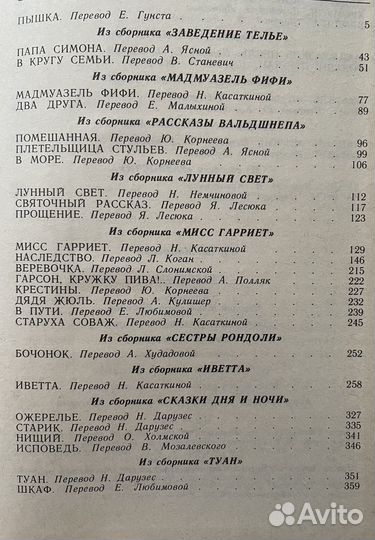 ПЫШКА. Перевод Е. Гунста . . . 5
Из сборника «ЗАВЕДЕНИЕ ТЕЛЬЕ»
ПАПА СИМОНА. Перевод А. Ясной . . . 43
В КРУГУ СЕМЬИ. Перевод В. Станевич . . . 51
Из сборника «МАДМУАЗЕЛЬ ФИФИ»
МАДМУАЗЕЛЬ ФИФИ. Перевод Н. Касаткиной . . . 77
ДВА ДРУГА. Перевод Е. Малыхиной . . . 89
Из сборника «РАССКАЗЫ ВАЛЬДШНЕПА»
ПОМЕШАННАЯ. Перевод Ю. Корнеева . . . 96
ПЛЕТЕЛЬЩИЦА СТУЛЬЕВ. Перевод А. Ясной . . . 99
В МОРЕ. Перевод Ю. Корнеева . . . 106
Из сборника «ЛУННЫЙ СВЕТ»
ЛУННЫЙ СВЕТ. Перевод Н. Немчиновой . . . 112
СВЯТОЧНЫЙ РАССКАЗ. Перевод Я. Лесюка . . . 117
ПРОЩЕНИЕ. Перевод Я. Лесюка . . . 123
Из сборника «МИСС ГАРРИЕТ»
МИСС ГАРРИЕТ. Перевод Н. Касаткиной . . . 129
НАСЛЕДСТВО. Перевод Л. Коган . . . 146
ВЕРЕВОЧКА. Перевод Л. Слонимской . . . 215
ГАРСОН, КРУЖКУ ПИВА!.. Перевод А. Полляк . . . 222
КРЕСТИНЫ. Перевод Ю. Корнеева . . . 227
ДЯДЯ ЖЮЛЬ. Перевод А. Кулишер . . . 232
В ПУТИ. Перевод Е. Любимовой . . . 239
СТАРУХА СОВАЖ. Перевод Н. Касаткиной . . . 245
Из сборника «СЕСТРЫ РОНДОЛИ»
БОЧОНОК. Перевод А. Худадовой . . . 252
Из сборника «ИВЕТТА»
ИВЕТТА. Перевод Н. Касаткиной . . . 258
Из сборника «СКАЗКИ ДНЯ И НОЧИ»
ОЖЕРЕЛЬЕ. Перевод Н. Дарузес . . . 327
СТАРИК. Перевод Н. Дарузес . . . 335
НИЩИЙ. Перевод О. Холмской . . . 341
ИСПОВЕДЬ. Перевод В. Мозалевского . . . 346
Из сборника «ТУАН»
ТУАН. Перевод Н. Дарузес . . . 351
ШКАФ. Перевод Е. Любимовой . . . 359
Avito